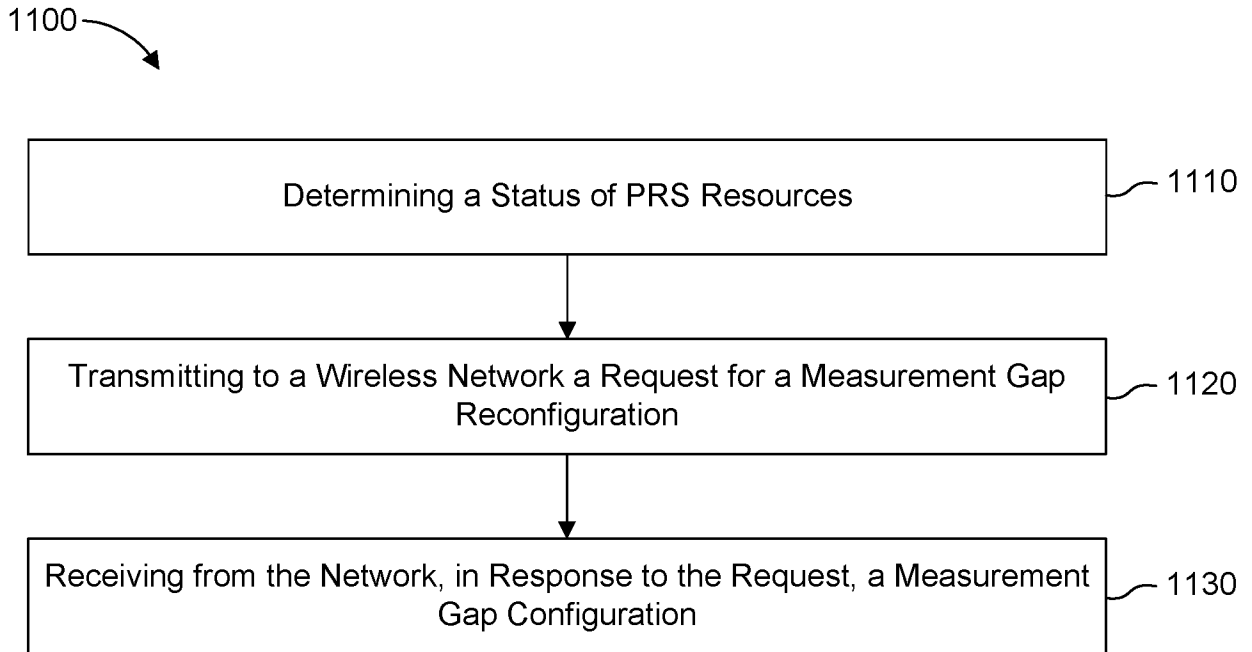 1100
Determining a Status of PRS Resources
1110
Transmitting to a Wireless Network a Request for a Measurement Gap
Reconfiguration
1120
Receiving from the Network, in Response to the Request, a Measurement
Gap Configuration
1130